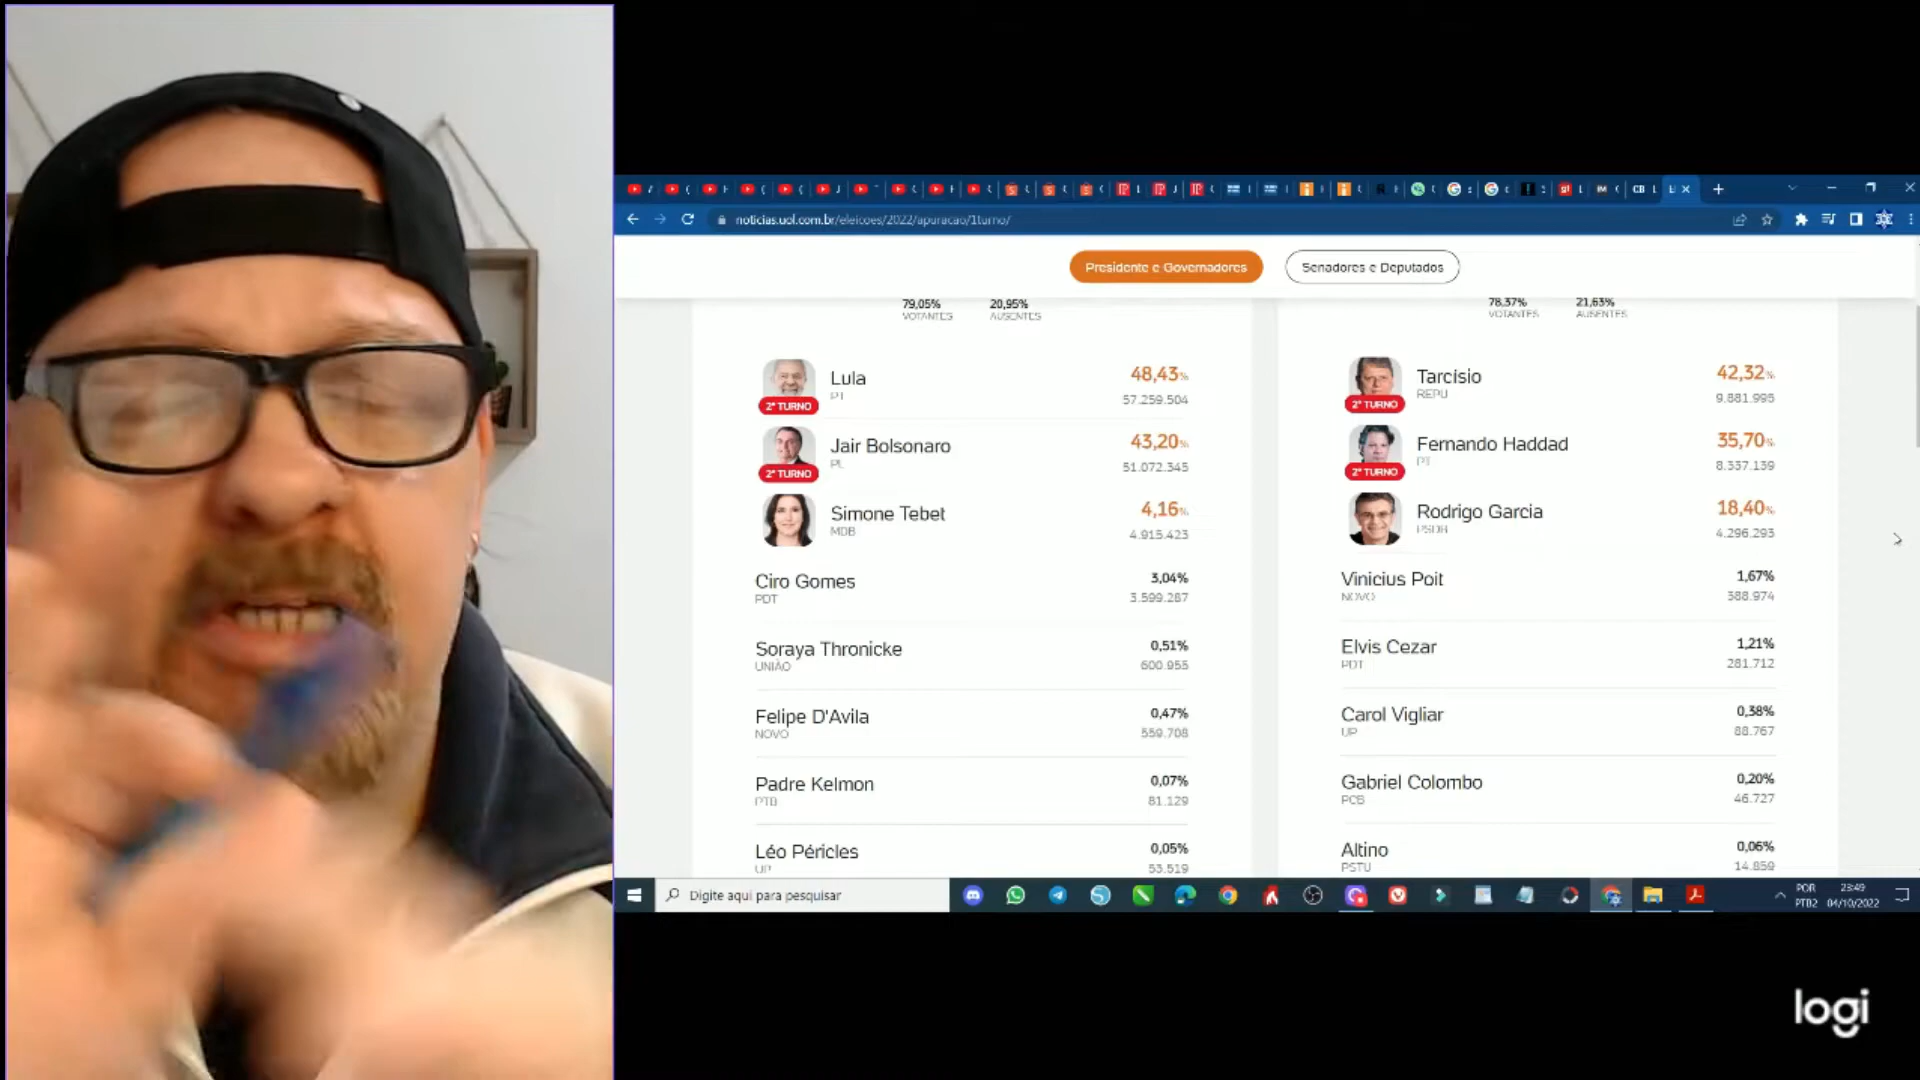 noticias.uol.com.br/eleicoes/2022/apuracao/1turno/
Presidente e Governadores
Senadores e Deputados
79,05%
VOTANTES
20,95%
AUSENTES
Lula
PT
48,43%
57.259.504
2º TURNO
Jair Bolsonaro
PL
43,20%
51.072.345
2º TURNO
Simone Tebet
MDB
4,16%
4.915.423
Ciro Gomes
PDT
3,04%
3.599.287
Soraya Thronicke
UNIÃO
0,51%
600.955
Felipe D'Avila
NOVO
0,47%
559.708
Padre Kelmon
PTB
0,07%
81.129
Léo Péricles
UP
0,05%
53.519
78,37%
VOTANTES
21,63%
AUSENTES
Tarcísio
REPU
42,32%
9.881.995
2º TURNO
Fernando Haddad
PT
35,70%
8.337.139
2º TURNO
Rodrigo Garcia
PSDB
18,40%
4.296.293
Vinicius Poit
NOVO
1,67%
388.974
Elvis Cezar
PDT
1,21%
281.712
Carol Vigliar
UP
0,38%
88.767
Gabriel Colombo
PCB
0,20%
46.727
Altino
PSTU
0,06%
14.859
Digite aqui para pesquisar
POR
PTB2
23:49
04/10/2022
logi